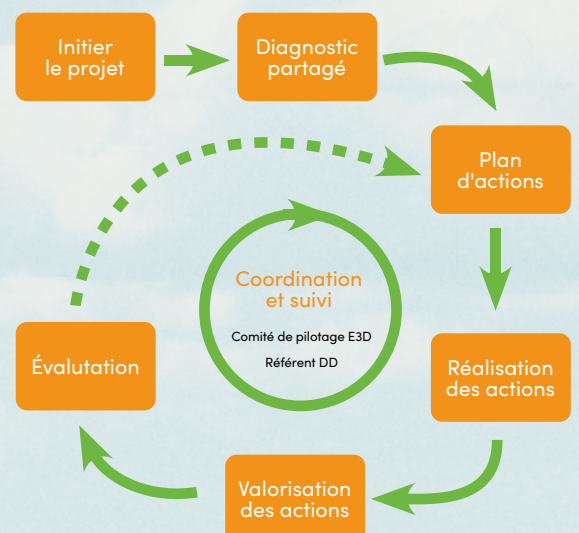 Initier
le projet
Diagnostic
partagé
Plan
d'actions
Coordination
et suivi
Comité de pilotage E3D
Référent DD
Réalisation
des actions
Valorisation
des actions
Évalutation